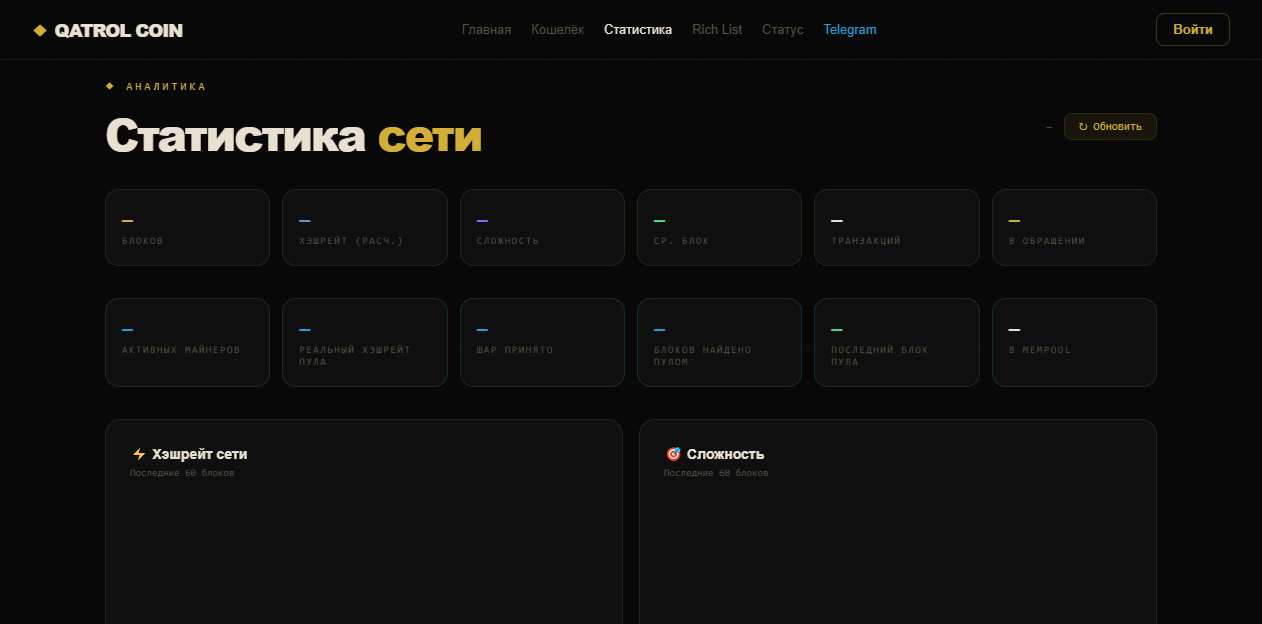 QATROL COIN
Главная Кошелёк Статистика Rich List Статус Telegram
Войти
АНАЛИТИКА
Статистика сети
— ↻ Обновить
— — — — — —
БЛОКОВ ХЭШРЕЙТ (РАСЧ.) СЛОЖНОСТЬ СР. БЛОК ТРАНЗАКЦИЙ В ОБРАЩЕНИИ
— — — — — —
АКТИВНЫХ МАЙНЕРОВ
РЕАЛЬНЫЙ ХЭШРЕЙТ
ПУЛА
ШАР ПРИНЯТО
БЛОКОВ НАЙДЕНО
ПУЛОМ
ПОСЛЕДНИЙ БЛОК
ПУЛА
В MEMPOOL
⚡ Хэшрейт сети
Последние 60 блоков
🎯 Сложность
Последние 60 блоков